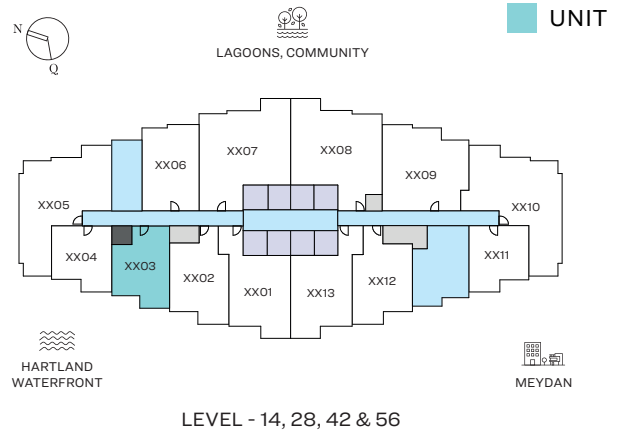 UNIT
N
Q
LAGOONS, COMMUNITY
XX07
XX08
XX06
XX09
XX05
XX10
XX04
XX03
XX02
XX01
XX13
XX12
XX11
HARTLAND
WATERFRONT
MEYDAN
LEVEL - 14, 28, 42 & 56